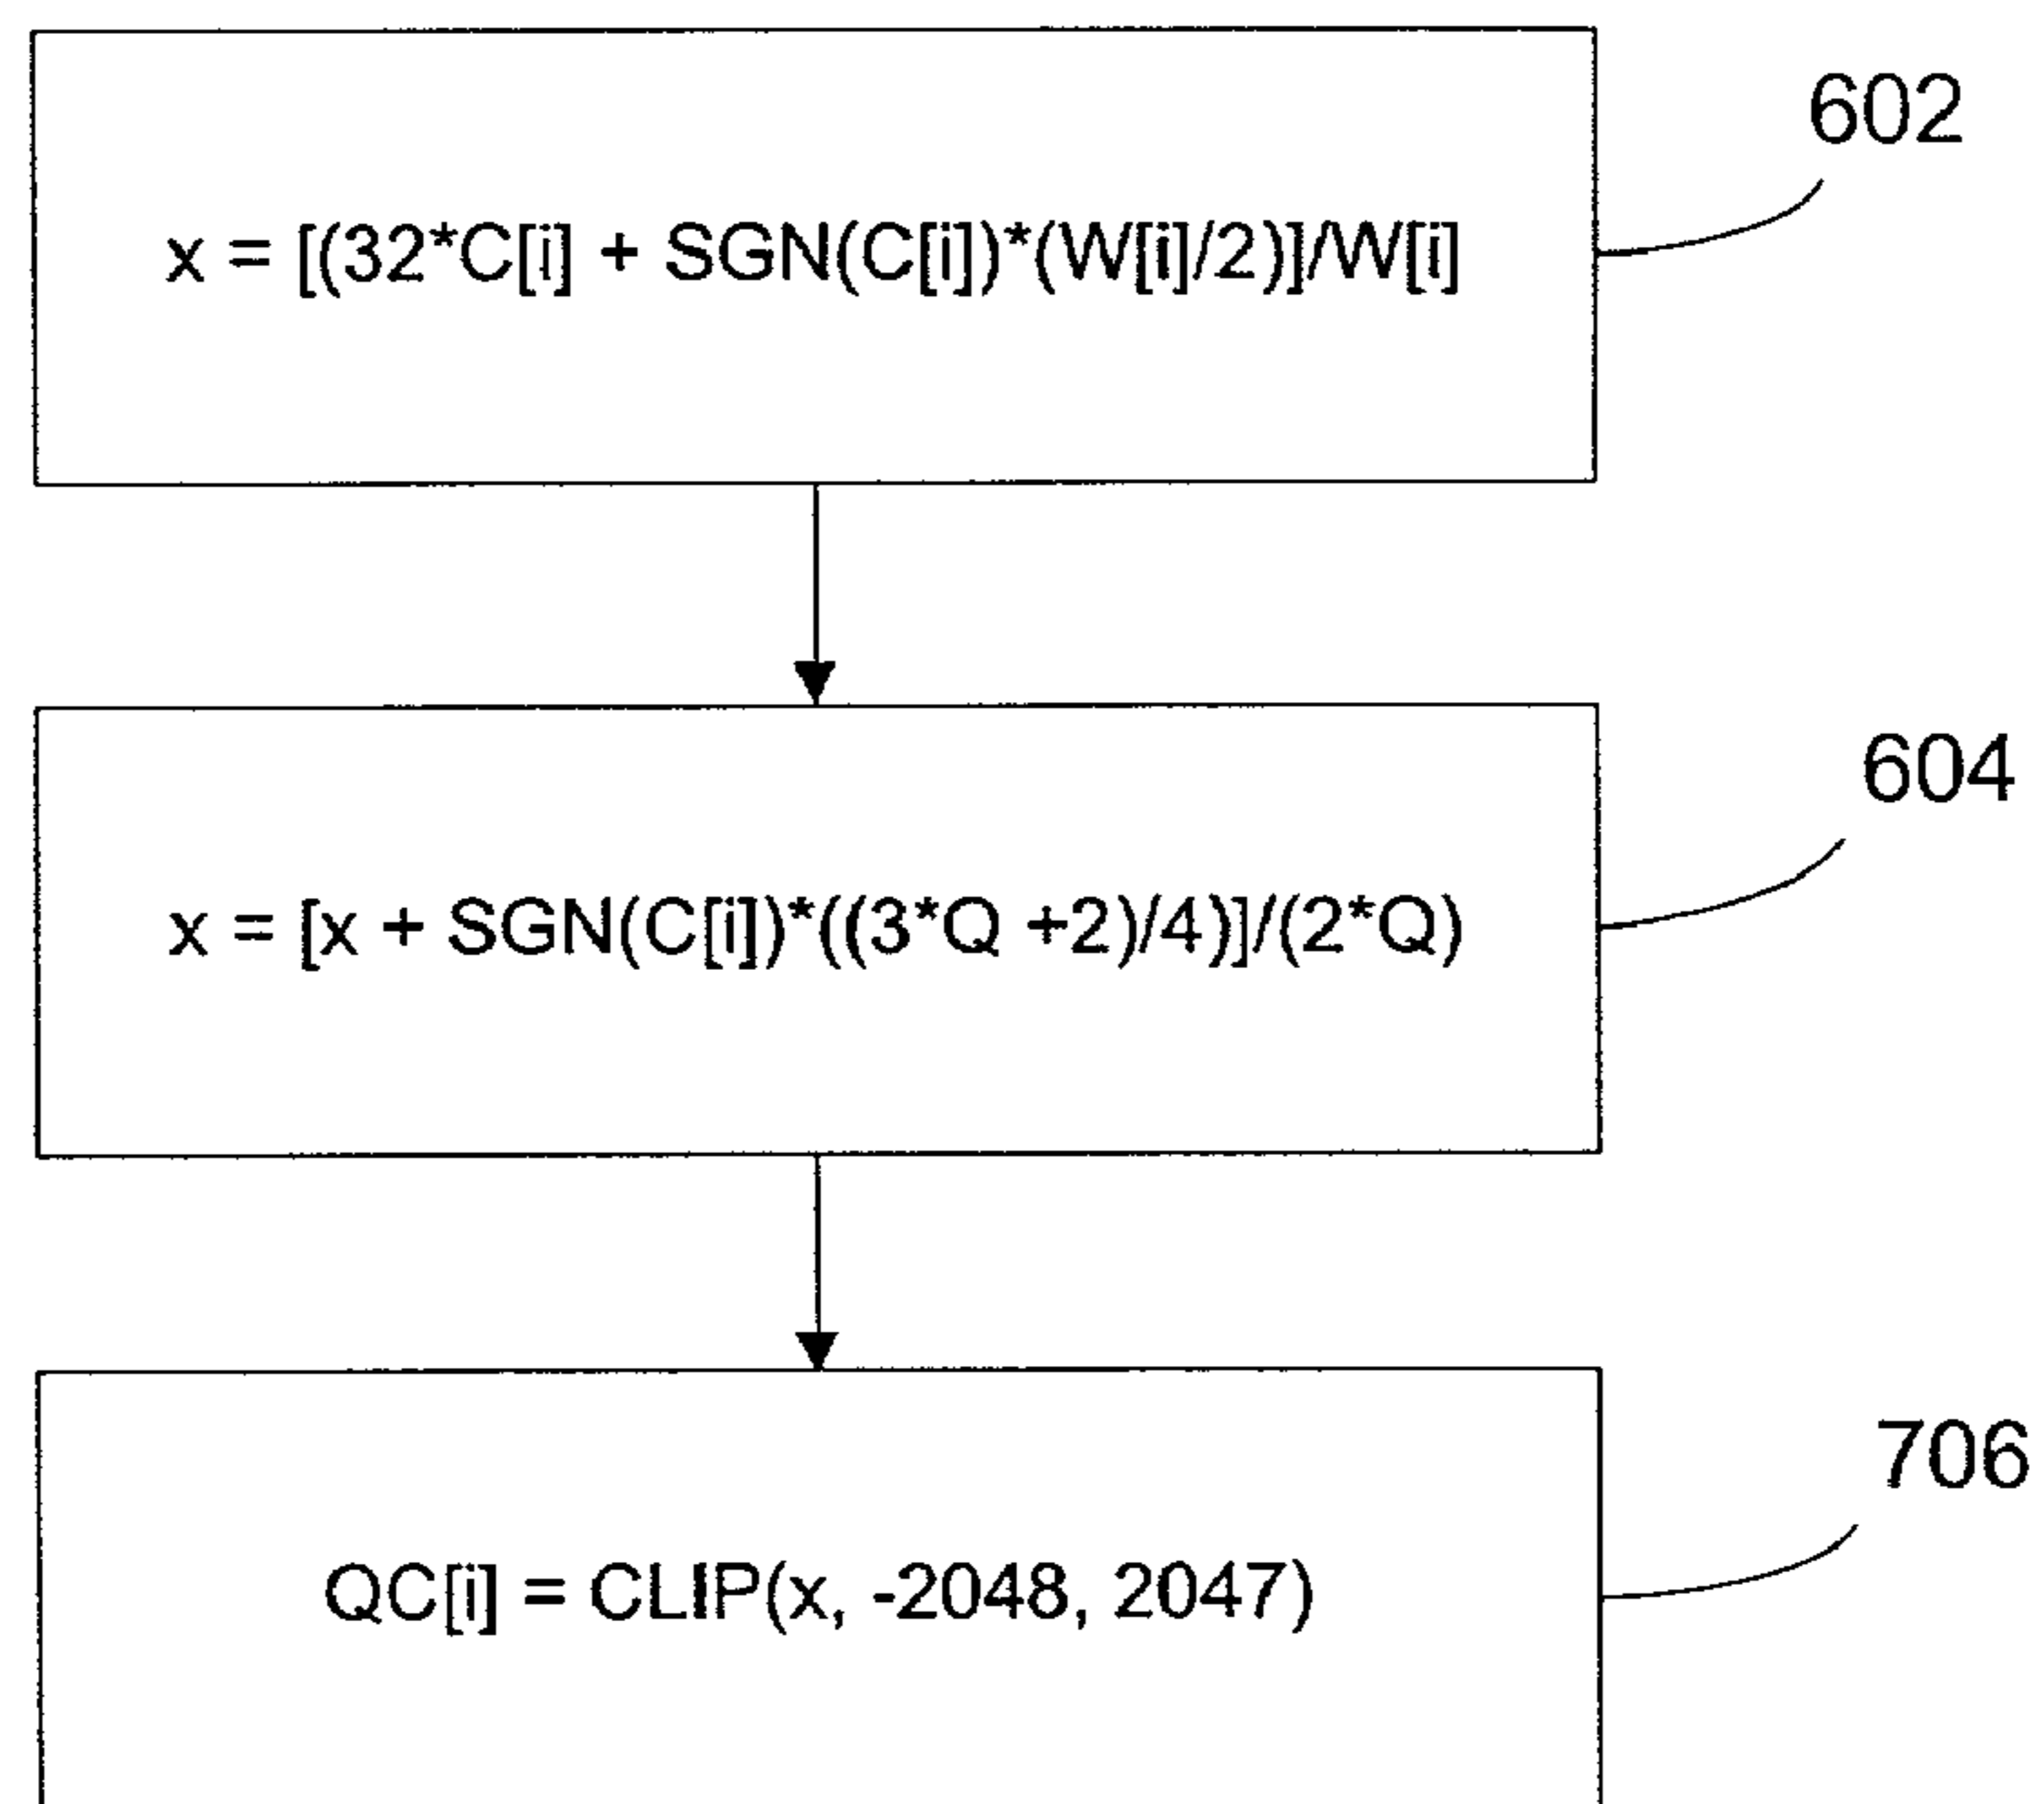 602
x = [(32*C[i] + SGN(C[i])*(W[i]/2)]/W[i]
604
x = [x + SGN(C[i])*((3*Q +2)/4)]/(2*Q)
706
QC[i] = CLIP(x, -2048, 2047)